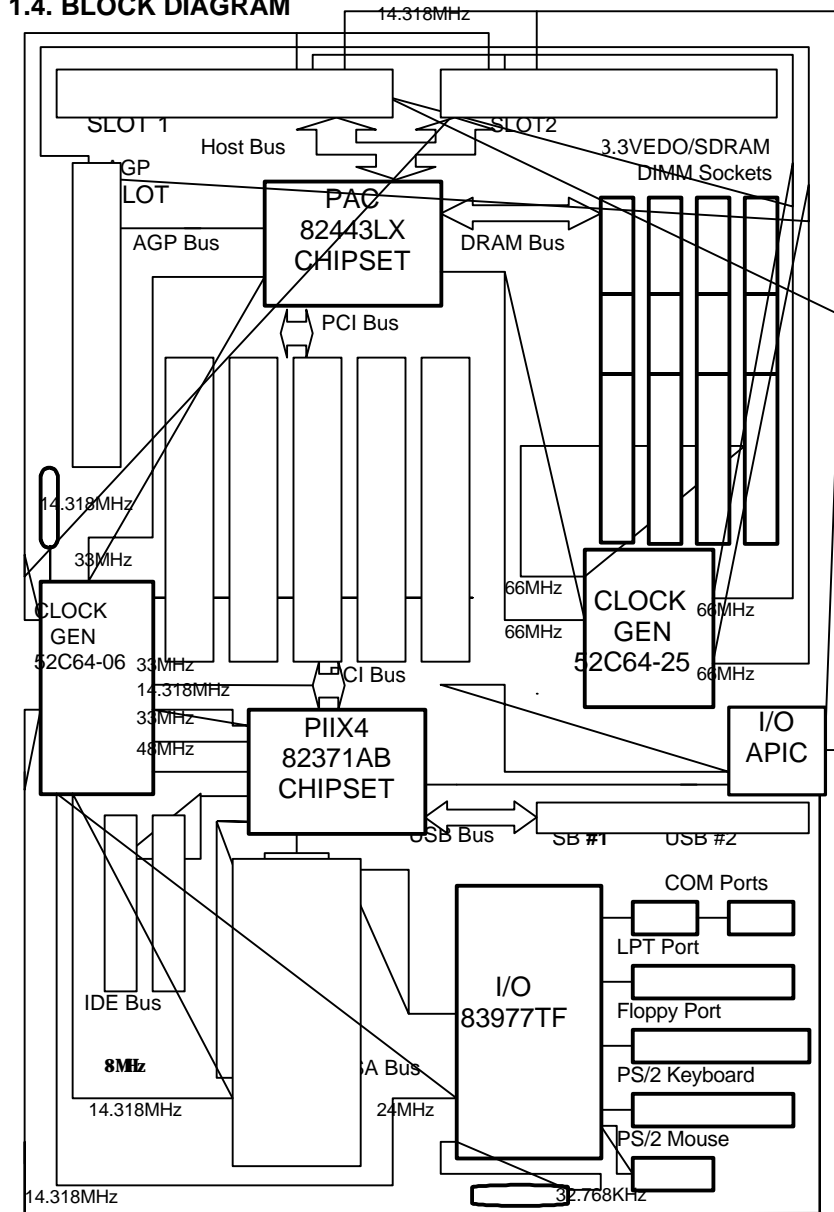 1.4. BLOCK DIAGRAM
14.318MHz
SLOT 1
SLOT2
Host Bus
3.3VEDO/SDRAM
DIMM Sockets
AGP
LOT
PAC
82443LX
CHIPSET
AGP Bus
DRAM Bus
PCI Bus
14.318MHz
33MHz
CLOCK
GEN
52C64-06
66MHz
66MHz
CLOCK
GEN
52C64-25
66MHz
66MHz
33MHz
14.318MHz
33MHz
48MHz
CI Bus
PIIX4
82371AB
CHIPSET
I/O
APIC
USB Bus
SB #1
USB #2
COM Ports
LPT Port
I/O
83977TF
Floppy Port
IDE Bus
8MHz
SA Bus
PS/2 Keyboard
14.318MHz
24MHz
PS/2 Mouse
14.318MHz
32.768KHz